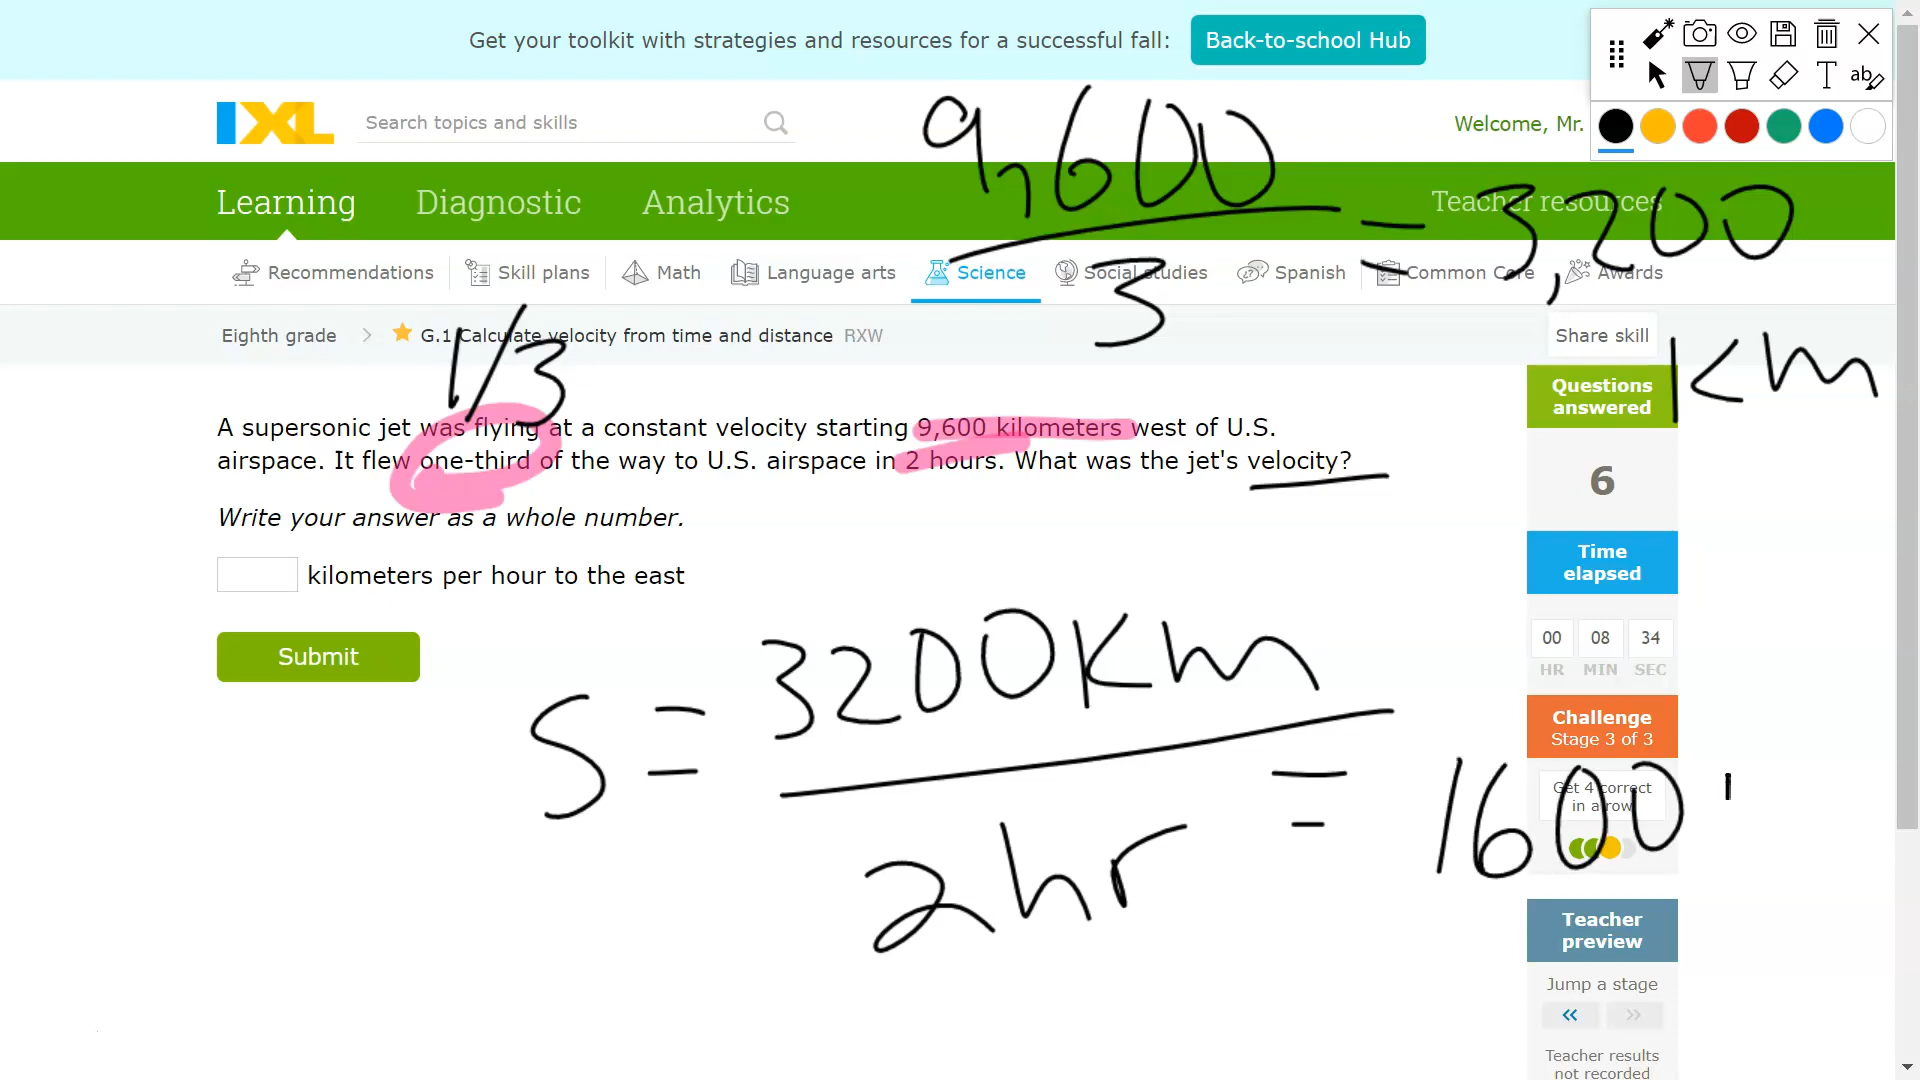 Get your toolkit with strategies and resources for a successful fall: Back-to-school Hub
IXL Search topics and skills Welcome, Mr.
T ab
9,600
Learning Diagnostic Analytics Teacher resources
= 3,200
3
Recommendations Skill plans Math Language arts Science Social studies Spanish Common Core Awards
Eighth grade > G.1 Calculate velocity from time and distance RXW Share skill
km
1/3
A supersonic jet was flying at a constant velocity starting 9,600 kilometers west of U.S.
airspace. It flew one-third of the way to U.S. airspace in 2 hours. What was the jet's velocity?
Write your answer as a whole number.
kilometers per hour to the east
Submit
S = 3200km
2hr
= 1600
Questions
answered
6
Time
elapsed
00 08 34
HR MIN SEC
Challenge
Stage 3 of 3
Get 4 correct
in a row
Teacher
preview
Jump a stage
Teacher results
not recorded